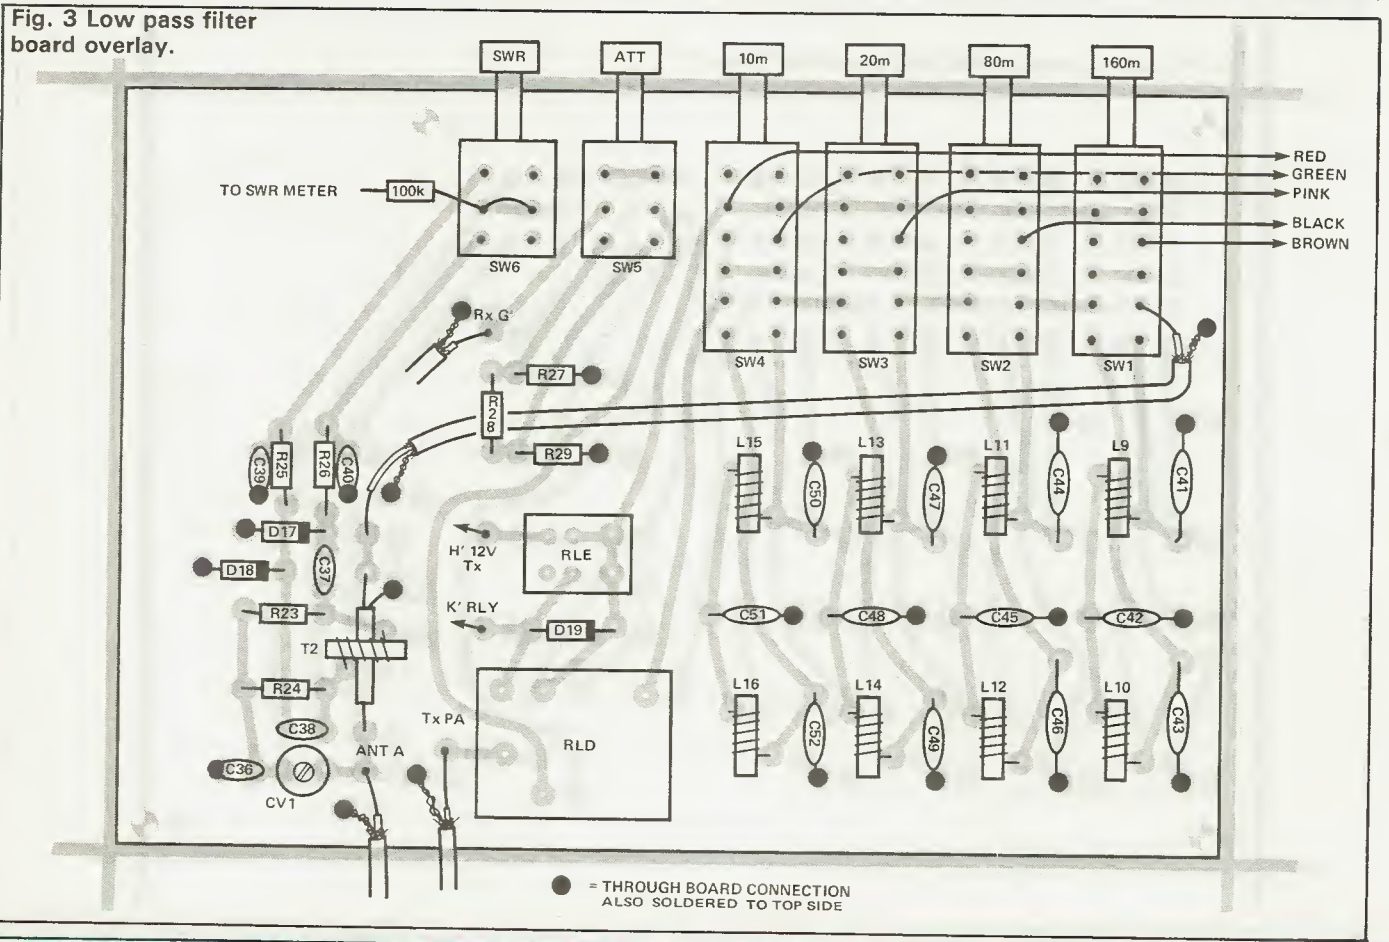 Fig. 3 Low pass filter
board overlay.
SWR
ATT
10m
20m
80m
160m
RED
GREEN
PINK
BLACK
BROWN
TO SWR METER
100k
SW6
SW5
SW4
SW3
SW2
SW1
Rx G'
R27
R28
R29
C39
R25
R26
C40
D17
D18
C37
R23
T2
R24
C38
C36
CV1
ANT A
Tx PA
H' 12V
Tx
RLE
K' RLY
D19
RLD
L15
C50
L13
C47
L11
C44
L9
C41
C51
C48
C45
C42
L16
C52
L14
C49
L12
C46
L10
C43
= THROUGH BOARD CONNECTION
ALSO SOLDERED TO TOP SIDE